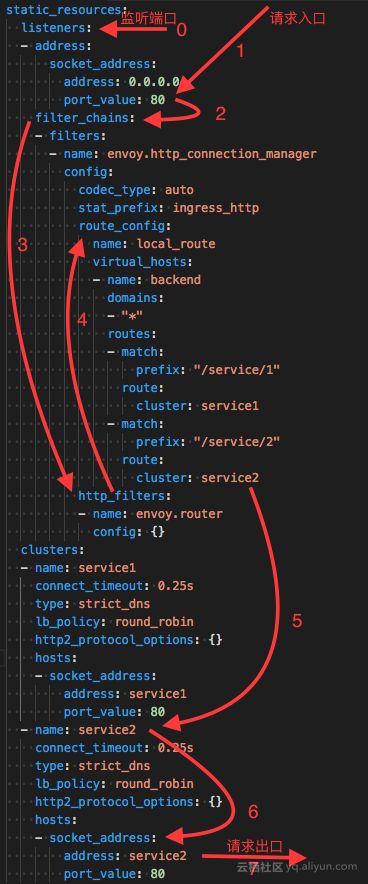 static_resources:
listeners: 监听端口 0 请求入口
- address: 1
socket_address:
address: 0.0.0.0
port_value: 80
filter_chains: 2
- filters:
- name: envoy.http_connection_manager
config:
codec_type: auto
stat_prefix: ingress_http
route_config:
3 name: local_route
virtual_hosts:
- name: backend
domains:
4 - "*"
routes:
- match:
prefix: "/service/1"
route:
cluster: service1
- match:
prefix: "/service/2"
route:
cluster: service2
http_filters:
- name: envoy.router
config: {}
clusters:
- name: service1
connect_timeout: 0.25s
type: strict_dns 5
lb_policy: round_robin
http2_protocol_options: {}
hosts:
- socket_address:
address: service1
port_value: 80
- name: service2
connect_timeout: 0.25s
type: strict_dns
lb_policy: round_robin
http2_protocol_options: {} 6
hosts:
- socket_address: 请求出口
address: service2
port_value: 80 7
云栖社区 yq.aliyun.com